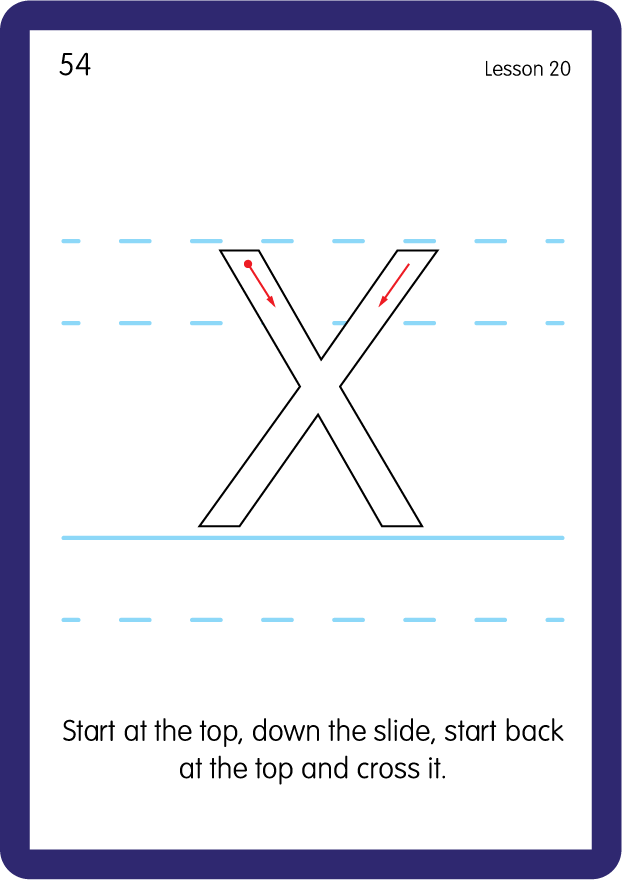 54
Lesson 20
X
Start at the top, down the slide, start back
at the top and cross it.